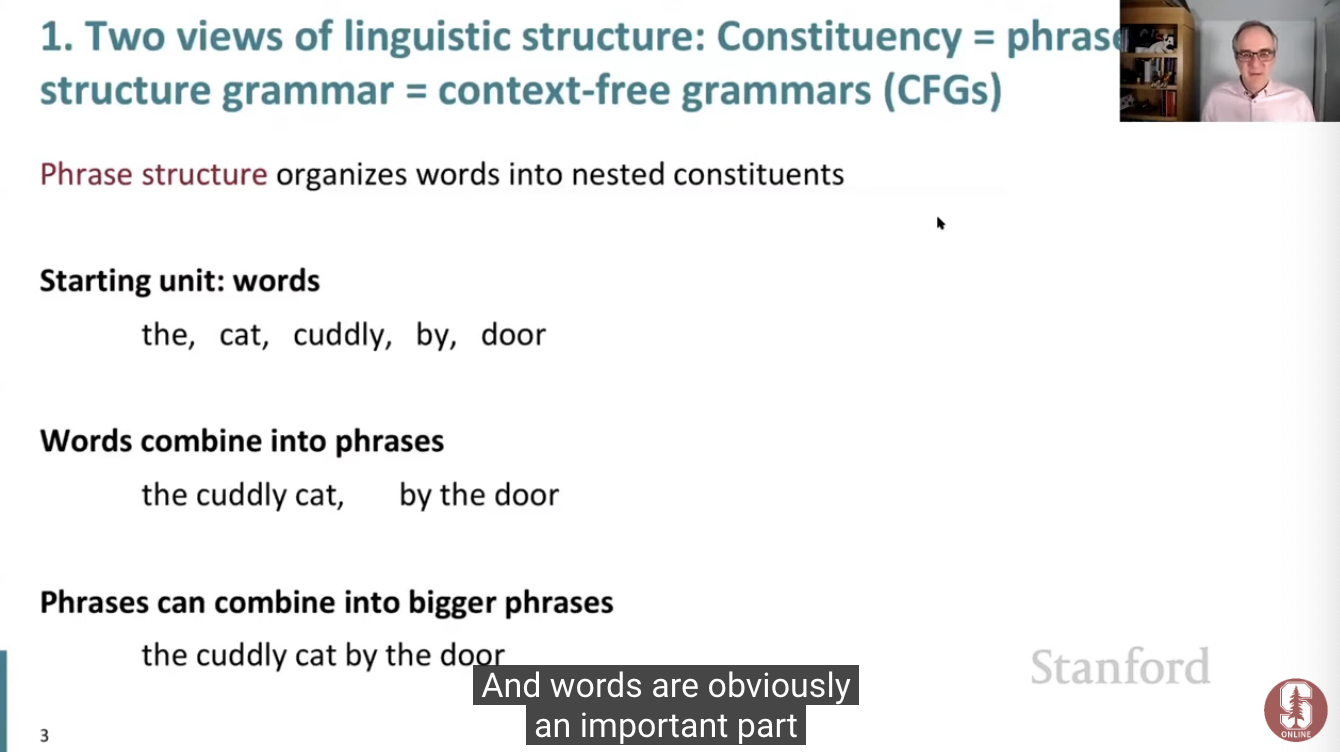 1. Two views of linguistic structure: Constituency = phrase
structure grammar = context-free grammars (CFGs)
Phrase structure organizes words into nested constituents
Starting unit: words
the, cat, cuddly, by, door
Words combine into phrases
the cuddly cat, by the door
Phrases can combine into bigger phrases
the cuddly cat by the door
And words are obviously
an important part
Stanford
S
ONLINE
3